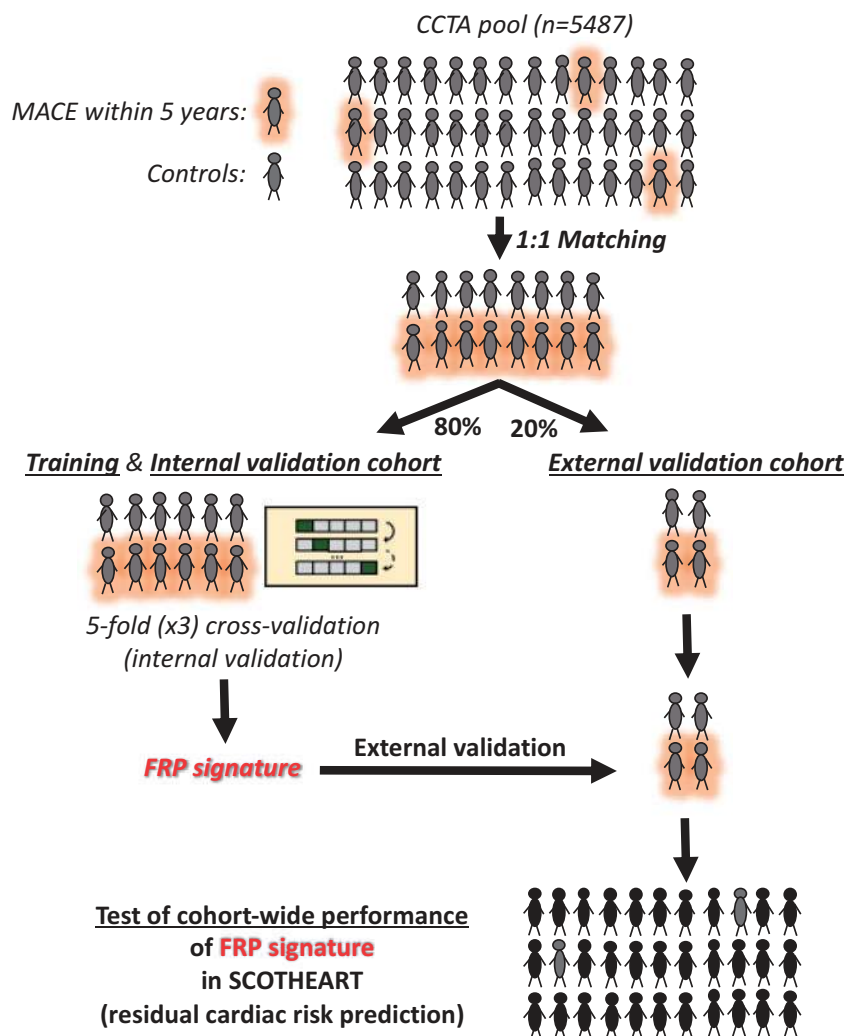 CCTA pool (n=5487)
MACE within 5 years:
Controls:
1:1 Matching
80% 20%
Training & Internal validation cohort
External validation cohort
5-fold (x3) cross-validation
(internal validation)
FRP signature
External validation
Test of cohort-wide performance
of FRP signature
in SCOTHEART
(residual cardiac risk prediction)